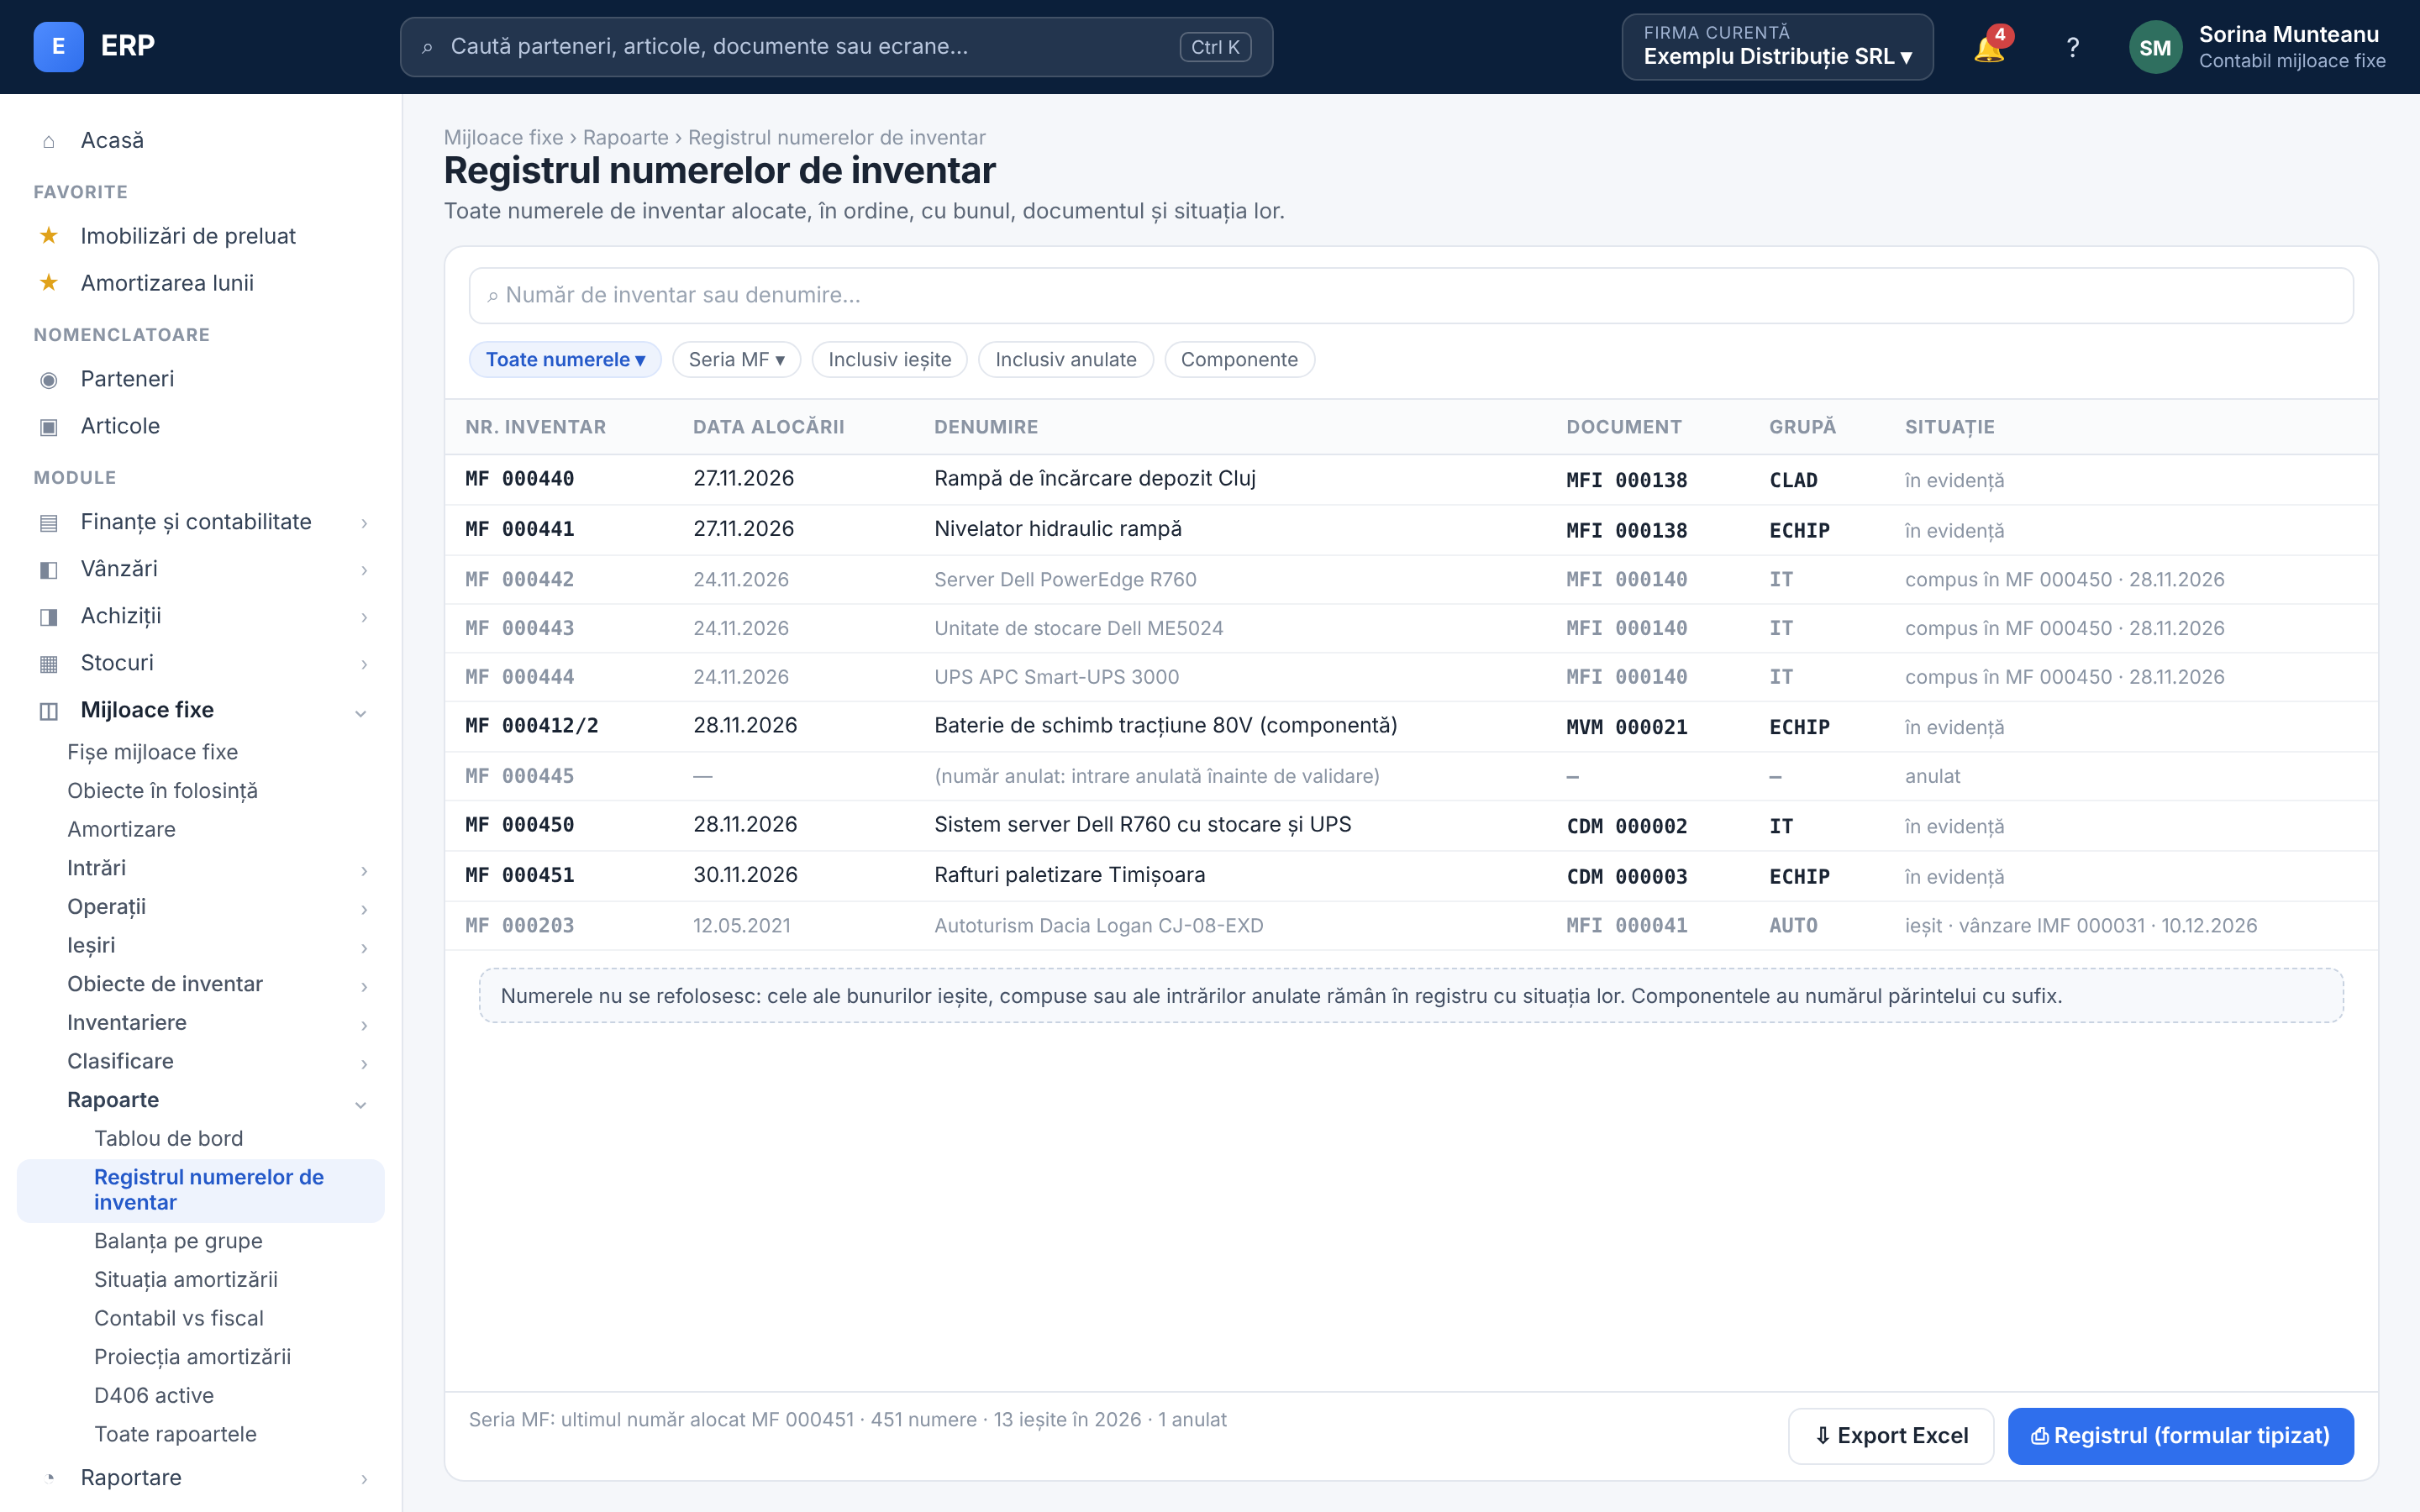 E ERP
Caută parteneri, articole, documente sau ecrane... Ctrl K
FIRMA CURENTĂ
Exemplu Distribuție SRL ▾
4
?
SM
Sorina Munteanu
Contabil mijloace fixe
Acasă
FAVORITE
★ Imobilizări de preluat
★ Amortizarea lunii
NOMENCLATOARE
Parteneri
Articole
MODULE
Finanțe și contabilitate ›
Vânzări ›
Achiziții ›
Stocuri ›
Mijloace fixe
Fișe mijloace fixe
Obiecte în folosință
Amortizare
Intrări ›
Operații ›
Ieșiri ›
Obiecte de inventar ›
Inventariere ›
Clasificare ›
Rapoarte
Tablou de bord
Registrul numerelor de
inventar
Balanța pe grupe
Situația amortizării
Contabil vs fiscal
Proiecția amortizării
D406 active
Toate rapoartele
Raportare ›
Mijloace fixe › Rapoarte › Registrul numerelor de inventar
Registrul numerelor de inventar
Toate numerele de inventar alocate, în ordine, cu bunul, documentul și situația lor.
Număr de inventar sau denumire...
Toate numerele ▾ Seria MF ▾ Inclusiv ieșite Inclusiv anulate Componente
NR. INVENTAR DATA ALOCĂRII DENUMIRE DOCUMENT GRUPĂ SITUAȚIE
MF 000440 27.11.2026 Rampă de încărcare depozit Cluj MFI 000138 CLAD în evidență
MF 000441 27.11.2026 Nivelator hidraulic rampă MFI 000138 ECHIP în evidență
MF 000442 24.11.2026 Server Dell PowerEdge R760 MFI 000140 IT compus în MF 000450 · 28.11.2026
MF 000443 24.11.2026 Unitate de stocare Dell ME5024 MFI 000140 IT compus în MF 000450 · 28.11.2026
MF 000444 24.11.2026 UPS APC Smart-UPS 3000 MFI 000140 IT compus în MF 000450 · 28.11.2026
MF 000412/2 28.11.2026 Baterie de schimb tracțiune 80V (componentă) MVM 000021 ECHIP în evidență
MF 000445 — (număr anulat: intrare anulată înainte de validare) — — anulat
MF 000450 28.11.2026 Sistem server Dell R760 cu stocare și UPS CDM 000002 IT în evidență
MF 000451 30.11.2026 Rafturi paletizare Timișoara CDM 000003 ECHIP în evidență
MF 000203 12.05.2021 Autoturism Dacia Logan CJ-08-EXD MFI 000041 AUTO ieșit · vânzare IMF 000031 · 10.12.2026
Numerele nu se refolosesc: cele ale bunurilor ieșite, compuse sau ale intrărilor anulate rămân în registru cu situația lor. Componentele au numărul părintelui cu sufix.
Seria MF: ultimul număr alocat MF 000451 · 451 numere · 13 ieșite în 2026 · 1 anulat
⇩ Export Excel
⎙ Registrul (formular tipizat)